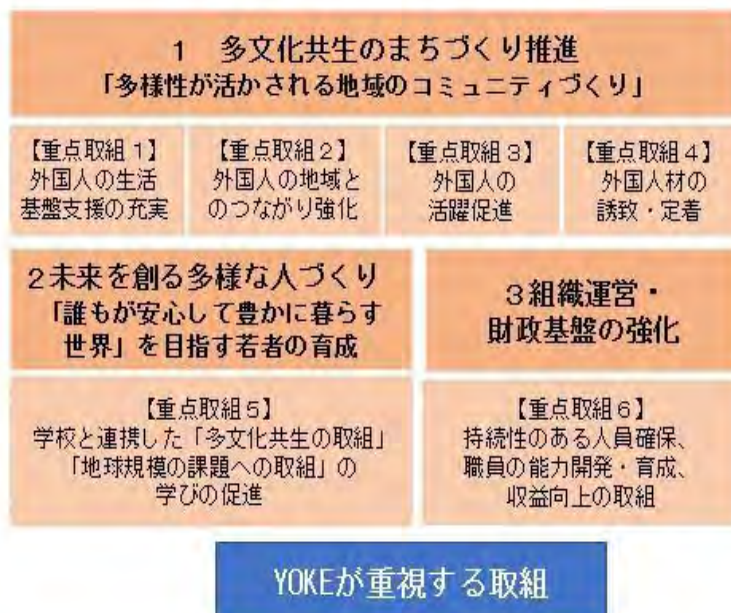 1　多文化共生のまちづくり推進
「多様性が活かされる地域のコミュニティづくり」
【重点取組１】
外国人の生活
基盤支援の充実
【重点取組２】
外国人の地域と
のつながり強化
【重点取組３】
外国人の
活躍促進
【重点取組４】
外国人材の
誘致・定着
２未来を創る多様な人づくり
「誰もが安心して豊かに暮らす
世界」を目指す若者の育成
３組織運営・
財政基盤の強化
【重点取組５】
学校と連携した「多文化共生の取組」
「地球規模の課題への取組」の
学びの促進
【重点取組６】
持続性のある人員確保、
職員の能力開発・育成、
収益向上の取組
YOKEが重視する取組